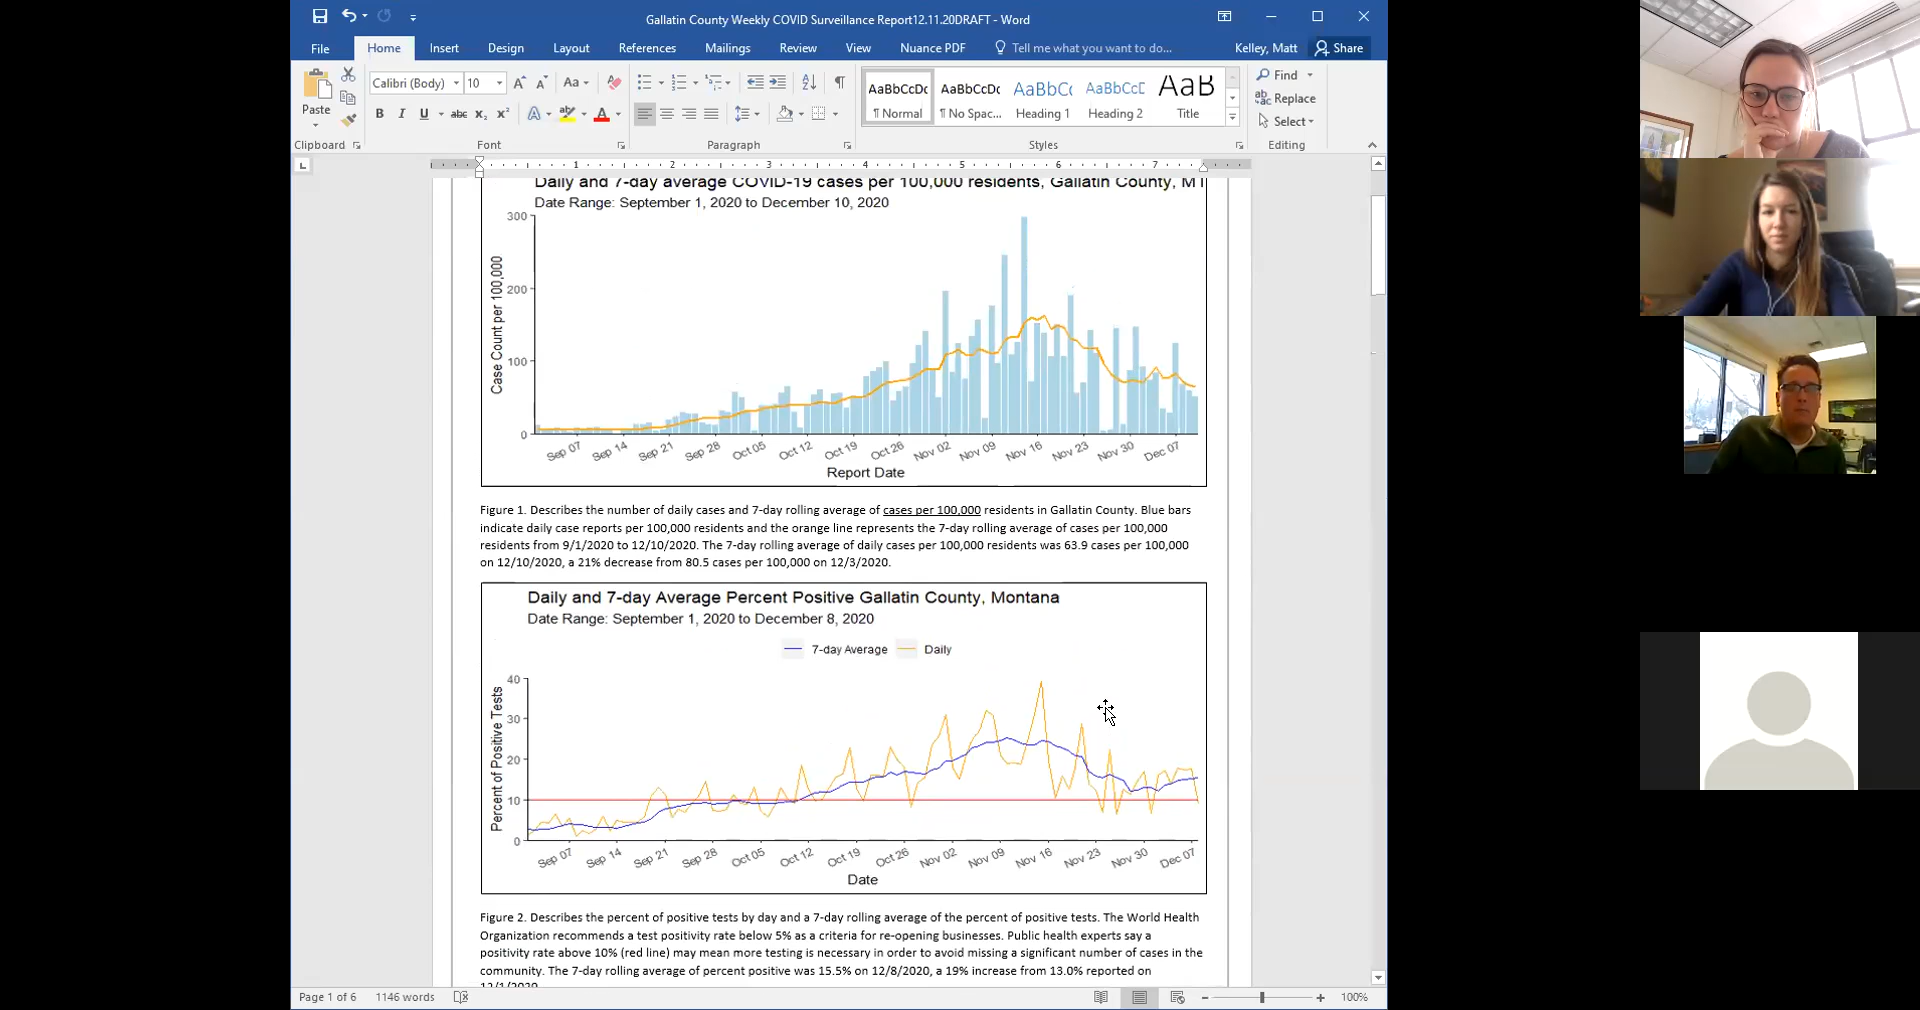 Gallatin County Weekly COVID Surveillance Report12.11.20DRAFT - Word
File Home Insert Design Layout References Mailings Review View Nuance PDF Tell me what you want to do... Kelley, Matt Share
Paste
Calibri (Body) 10
Aa
B I U abc x₂ x² A ab A
AaBbCcDc AaBbCcDc AaBbC AaBbCcD AaB
¶ Normal ¶ No Spac... Heading 1 Heading 2 Title
Find
Replace
Select
Clipboard Font Paragraph Styles Editing
1 2 3 4 5 6 7
Daily and 7-day average COVID-19 cases per 100,000 residents, Gallatin County, MT
Date Range: September 1, 2020 to December 10, 2020
Case Count per 100,000
300
200
100
0
Sep 07 Sep 14 Sep 21 Sep 28 Oct 05 Oct 12 Oct 19 Oct 26 Nov 02 Nov 09 Nov 16 Nov 23 Nov 30 Dec 07
Report Date
Figure 1. Describes the number of daily cases and 7-day rolling average of cases per 100,000 residents in Gallatin County. Blue bars
indicate daily case reports per 100,000 residents and the orange line represents the 7-day rolling average of cases per 100,000
residents from 9/1/2020 to 12/10/2020. The 7-day rolling average of daily cases per 100,000 residents was 63.9 cases per 100,000
on 12/10/2020, a 21% decrease from 80.5 cases per 100,000 on 12/3/2020.
Daily and 7-day Average Percent Positive Gallatin County, Montana
Date Range: September 1, 2020 to December 8, 2020
7-day Average Daily
Percent of Positive Tests
40
30
20
10
0
Sep 07 Sep 14 Sep 21 Sep 28 Oct 05 Oct 12 Oct 19 Oct 26 Nov 02 Nov 09 Nov 16 Nov 23 Nov 30 Dec 07
Date
Figure 2. Describes the percent of positive tests by day and a 7-day rolling average of the percent of positive tests. The World Health
Organization recommends a test positivity rate below 5% as a criteria for re-opening businesses. Public health experts say a
positivity rate above 10% (red line) may mean more testing is necessary in order to avoid missing a significant number of cases in the
community. The 7-day rolling average of percent positive was 15.5% on 12/8/2020, a 19% increase from 13.0% reported on
12/1/2020.
Page 1 of 6 1146 words 100%